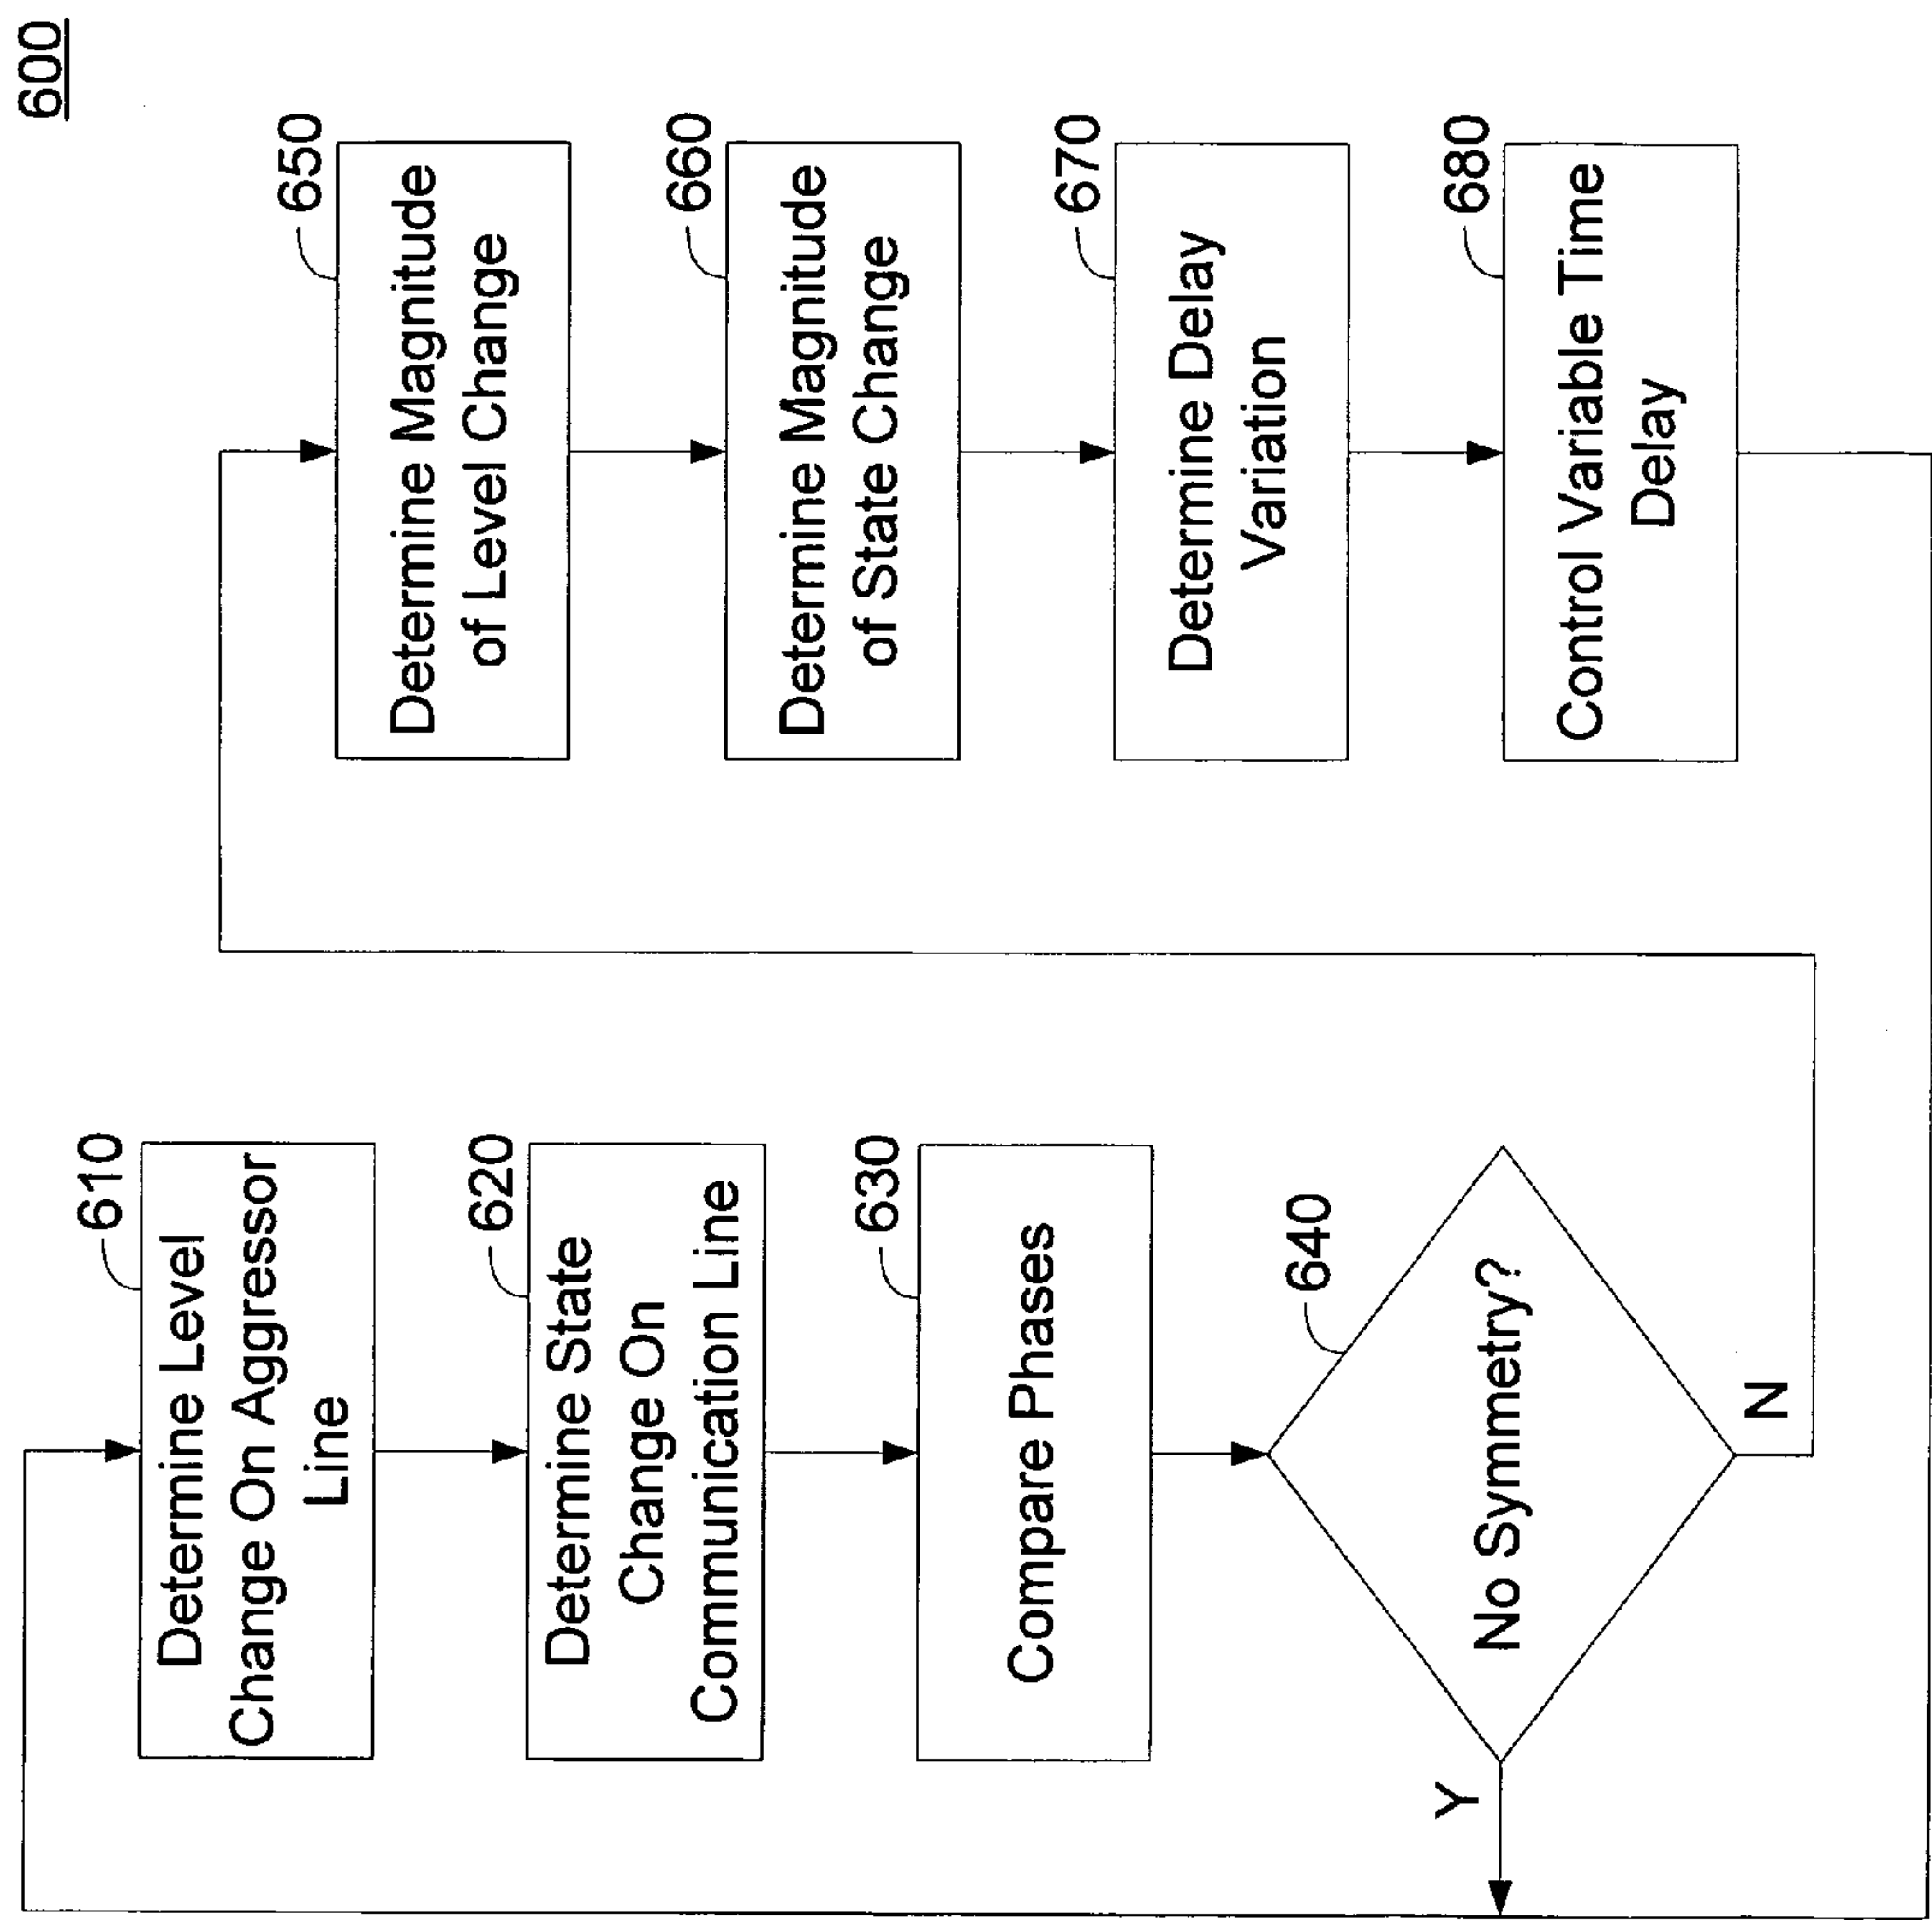 600
610
Determine Level
Change On Aggressor
Line
620
Determine State
Change On
Communication Line
630
Compare Phases
640
No Symmetry?
Y
N
650
Determine Magnitude
of Level Change
660
Determine Magnitude
of State Change
670
Determine Delay
Variation
680
Control Variable Time
Delay